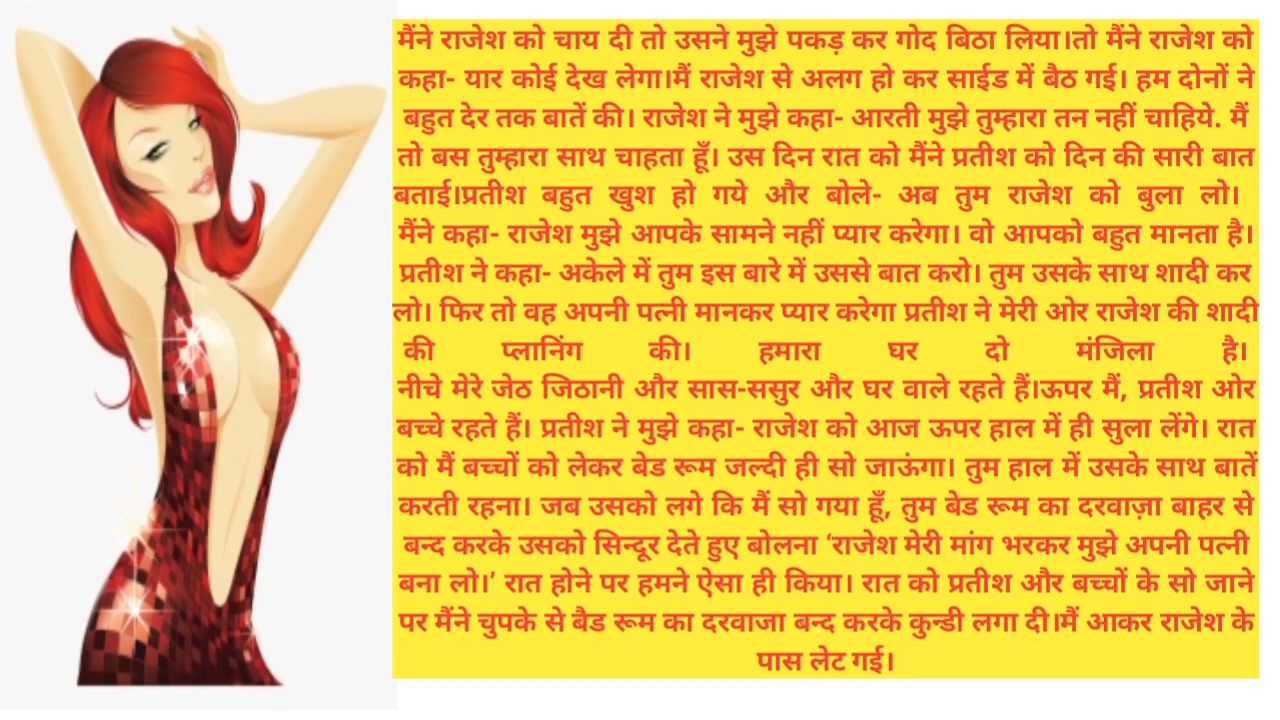 मैंने राजेश को चाय दी तो उसने मुझे पकड़ कर गोद बिठा लिया।तो मैंने राजेश को
कहा- यार कोई देख लेगा।मैं राजेश से अलग हो कर साईड में बैठ गई। हम दोनों ने
बहुत देर तक बातें की। राजेश ने मुझे कहा- आरती मुझे तुम्हारा तन नहीं चाहिये. मैं
तो बस तुम्हारा साथ चाहता हूँ। उस दिन रात को मैंने प्रतीश को दिन की सारी बात
बताई।प्रतीश बहुत खुश हो गये और बोले- अब तुम राजेश को बुला लो।
मैंने कहा- राजेश मुझे आपके सामने नहीं प्यार करेगा। वो आपको बहुत मानता है।
प्रतीश ने कहा- अकेले में तुम इस बारे में उससे बात करो। तुम उसके साथ शादी कर
लो। फिर तो वह अपनी पत्नी मानकर प्यार करेगा प्रतीश ने मेरी ओर राजेश की शादी
की प्लानिंग की। हमारा घर दो मंजिला है।
नीचे मेरे जेठ जिठानी और सास-ससुर और घर वाले रहते हैं।ऊपर मैं, प्रतीश ओर
बच्चे रहते हैं। प्रतीश ने मुझे कहा- राजेश को आज ऊपर हाल में ही सुला लेंगे। रात
को मैं बच्चों को लेकर बेड रूम जल्दी ही सो जाऊंगा। तुम हाल में उसके साथ बातें
करती रहना। जब उसको लगे कि मैं सो गया हूँ, तुम बेड रूम का दरवाज़ा बाहर से
बन्द करके उसको सिन्दूर देते हुए बोलना ‘राजेश मेरी मांग भरकर मुझे अपनी पत्नी
बना लो।’ रात होने पर हमने ऐसा ही किया। रात को प्रतीश और बच्चों के सो जाने
पर मैंने चुपके से बैड रूम का दरवाजा बन्द करके कुन्डी लगा दी।मैं आकर राजेश के
पास लेट गई।